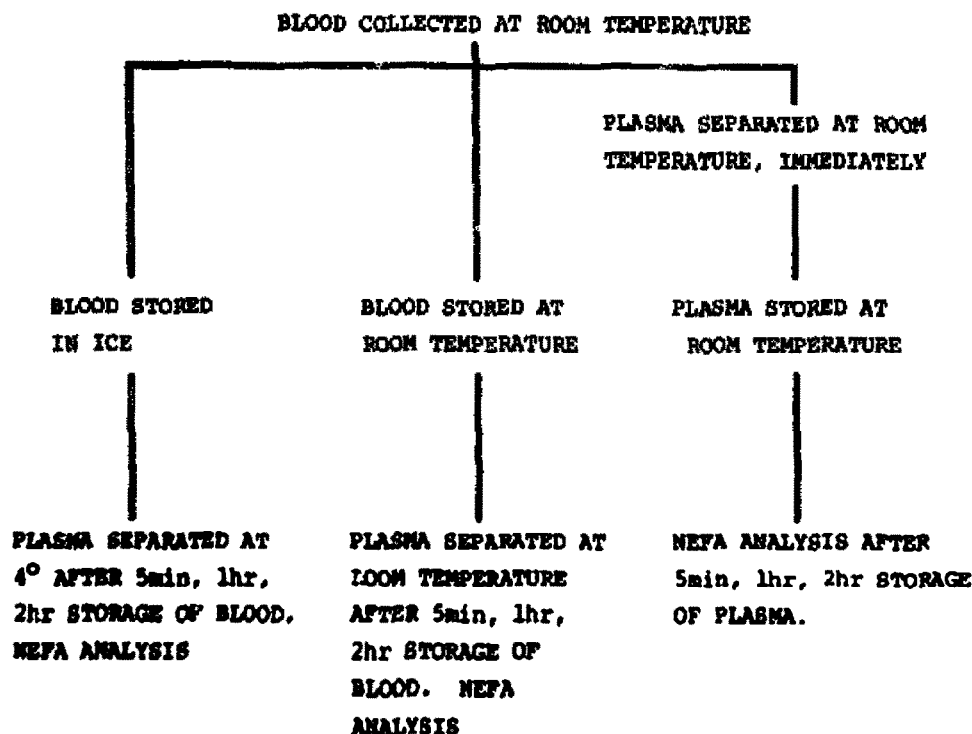 BLOOD COLLECTED AT ROOM TEMPERATURE
PLASMA SEPARATED AT ROOM
TEMPERATURE, IMMEDIATELY
BLOOD STORED
IN ICE
BLOOD STORED AT
ROOM TEMPERATURE
PLASMA STORED AT
ROOM TEMPERATURE
PLASMA SEPARATED AT
4° AFTER 5min, 1hr,
2hr STORAGE OF BLOOD.
NEFA ANALYSIS
PLASMA SEPARATED AT
LOOM TEMPERATURE
AFTER 5min, 1hr,
2hr STORAGE OF
BLOOD. NEFA
ANALYSIS
NEFA ANALYSIS AFTER
5min, 1hr, 2hr STORAGE
OF PLASMA.